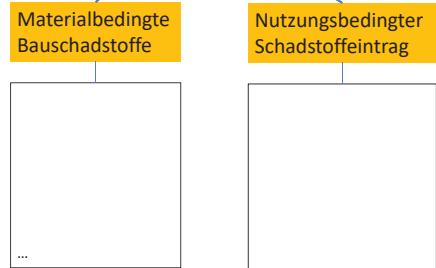 Materialbedingte
Bauschadstoffe
Nutzungsbedingter
Schadstoffeintrag
...